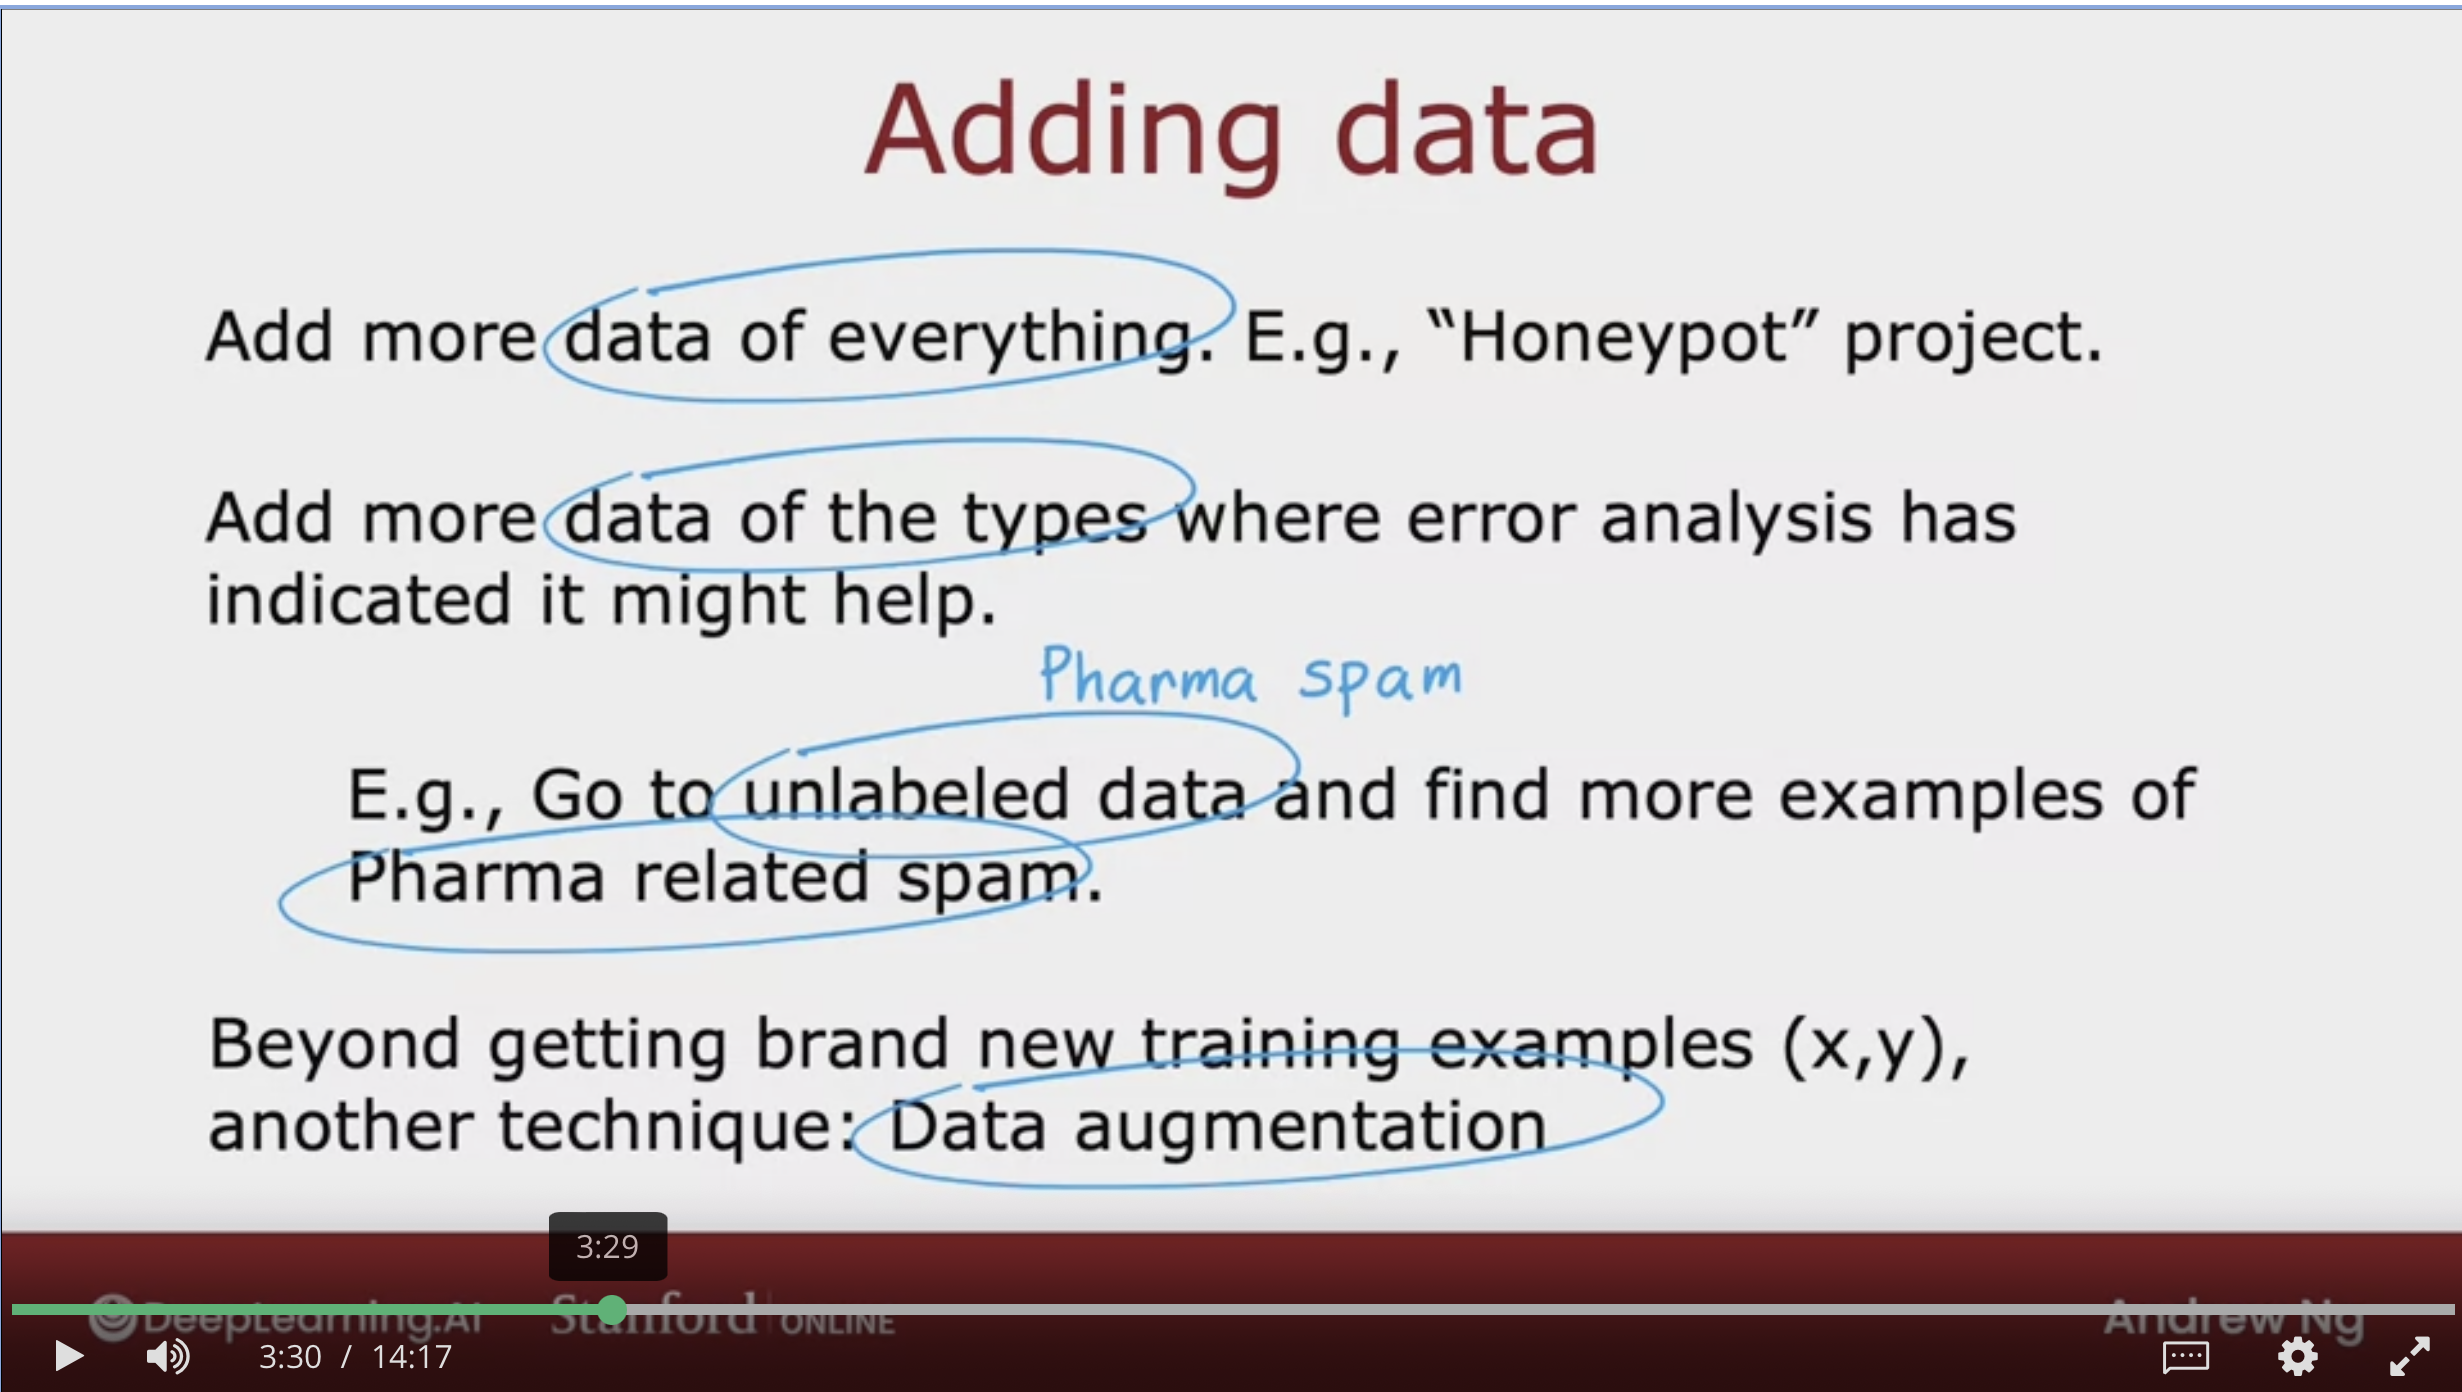 Adding data
Add more data of everything. E.g., “Honeypot” project.
Add more data of the types where error analysis has
indicated it might help.
Pharma spam
E.g., Go to unlabeled data and find more examples of
Pharma related spam.
Beyond getting brand new training examples (x,y),
another technique: Data augmentation
3:29
DeepLearning.AI Stanford ONLINE Andrew Ng
3:30 / 14:17